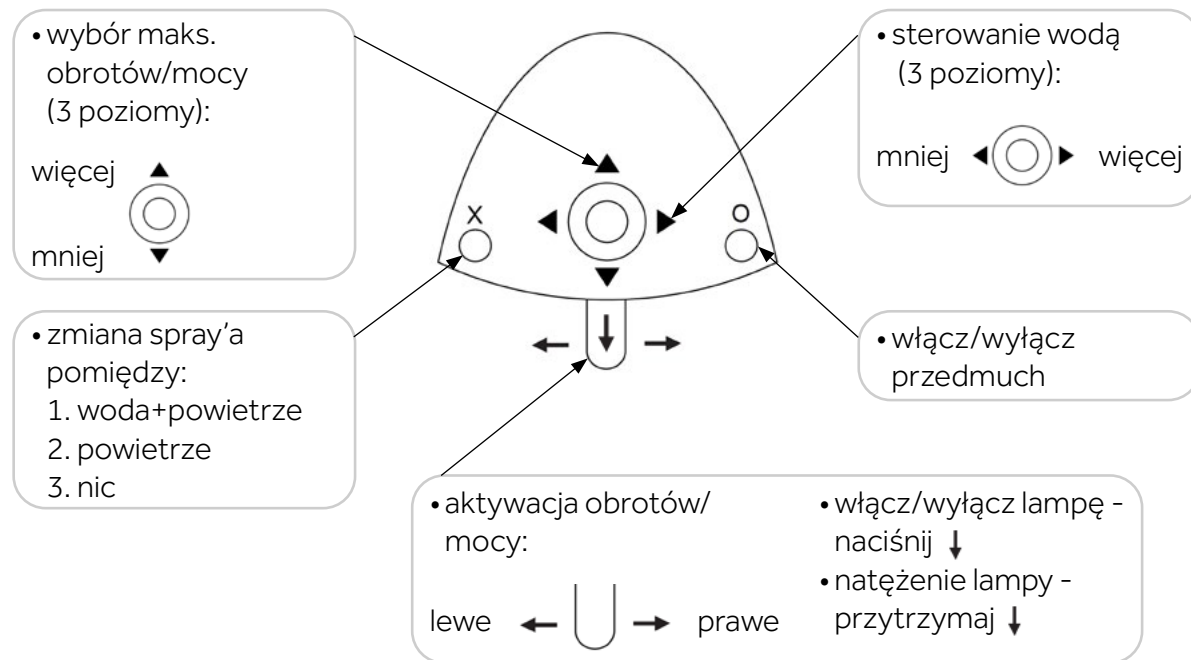 • wybór maks.
obrotów/mocy
(3 poziomy):
więcej
mniej
• sterowanie wodą
(3 poziomy):
mniej więcej
X
O
• zmiana spray'a
pomiędzy:
1. woda+powietrze
2. powietrze
3. nic
• włącz/wyłącz
przedmuch
• aktywacja obrotów/
mocy:
lewe prawe
• włącz/wyłącz lampę -
naciśnij ↓
• natężenie lampy -
przytrzymaj ↓